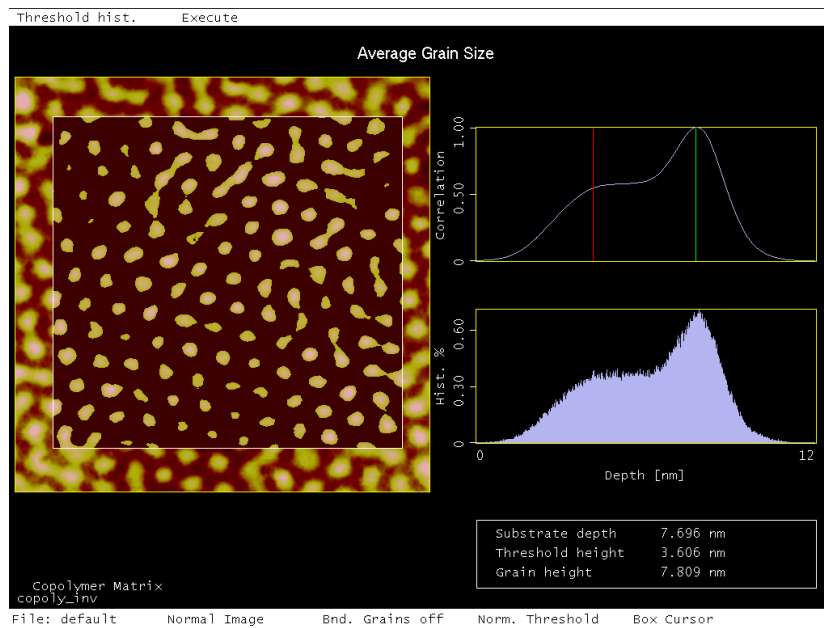 Threshold hist. Execute
Average Grain Size
Correlation
1.00
0.50
0
Hist. %
0.60
0.30
0
0 12
Depth [nm]
Substrate depth 7.696 nm
Threshold height 3.606 nm
Grain height 7.809 nm
Copolymer Matrix
copoly_inv
File: default Normal Image Bnd. Grains off Norm. Threshold Box Cursor